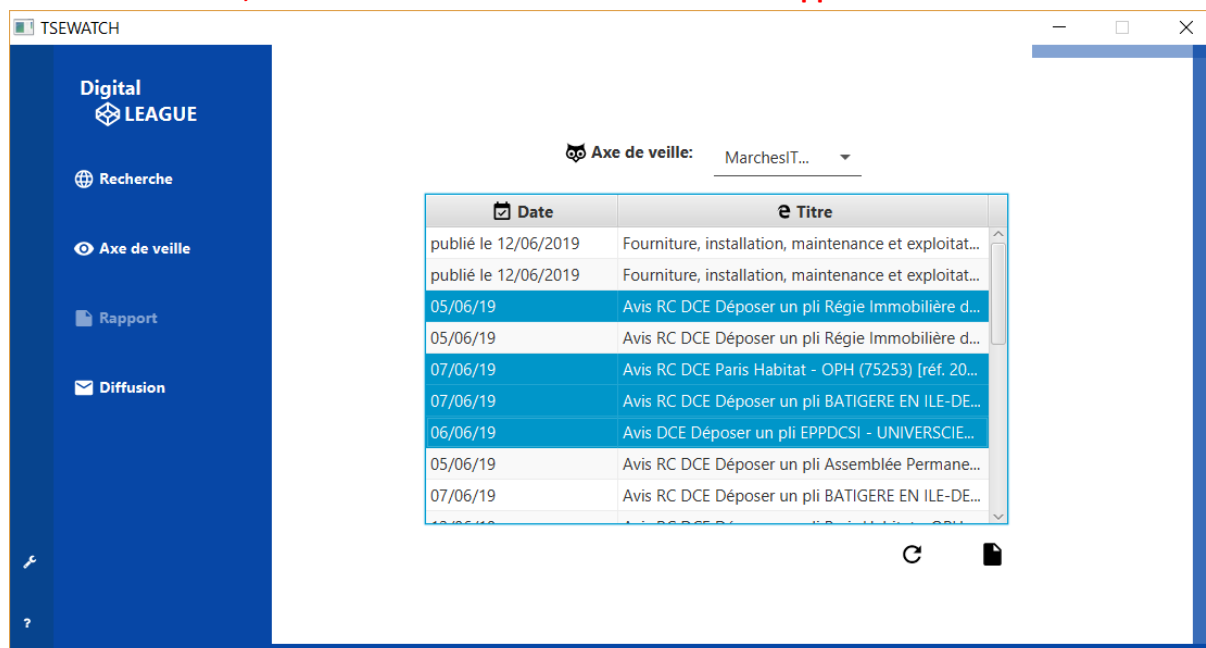 TSEWATCH
Digital
LEAGUE
Recherche
Axe de veille
Rapport
Diffusion
?
Axe de veille: MarchesIT...
Date Titre
publié le 12/06/2019 Fourniture, installation, maintenance et exploitat...
publié le 12/06/2019 Fourniture, installation, maintenance et exploitat...
05/06/19 Avis RC DCE Déposer un pli Régie Immobilière d...
05/06/19 Avis RC DCE Déposer un pli Régie Immobilière d...
07/06/19 Avis RC DCE Paris Habitat - OPH (75253) [réf. 20...
07/06/19 Avis RC DCE Déposer un pli BATIGERE EN ILE-DE...
06/06/19 Avis DCE Déposer un pli EPPDCSI - UNIVERSCIE...
05/06/19 Avis RC DCE Déposer un pli Assemblée Permane...
07/06/19 Avis RC DCE Déposer un pli BATIGERE EN ILE-DE...